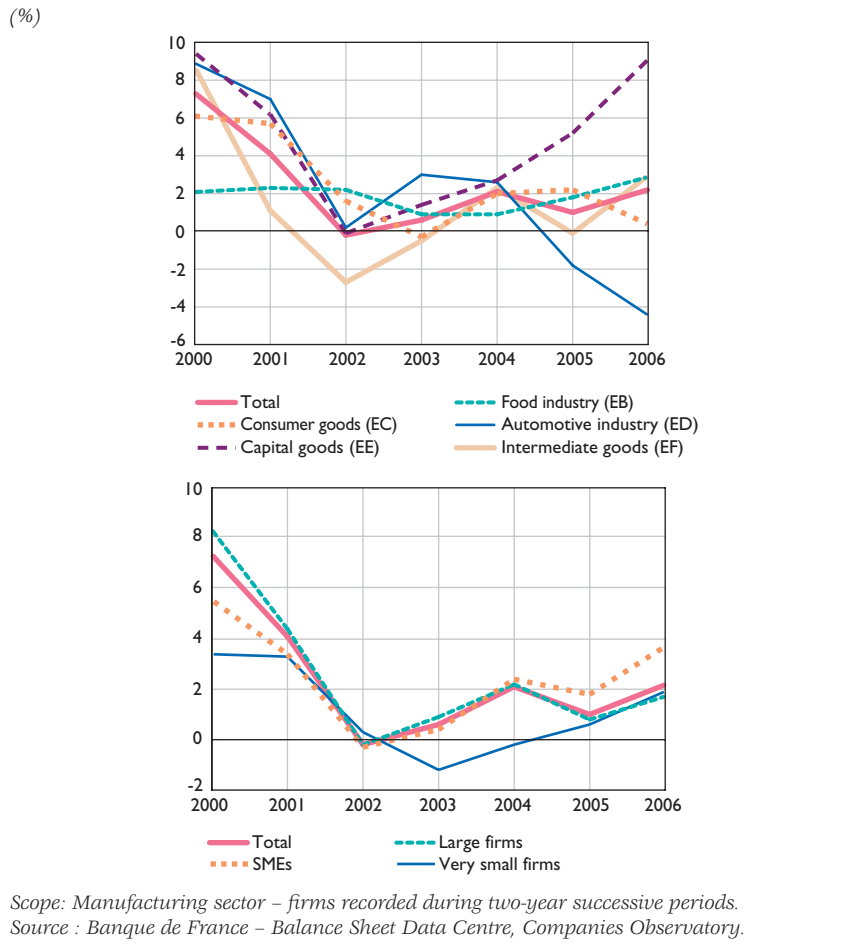 (%)
10
8
6
4
2
0
-2
-4
-6
2000 2001 2002 2003 2004 2005 2006
Total
Food industry (EB)
Consumer goods (EC)
Automotive industry (ED)
Capital goods (EE)
Intermediate goods (EF)
10
8
6
4
2
0
-2
2000 2001 2002 2003 2004 2005 2006
Total
Large firms
SMEs
Very small firms
Scope: Manufacturing sector – firms recorded during two-year successive periods.
Source : Banque de France – Balance Sheet Data Centre, Companies Observatory.